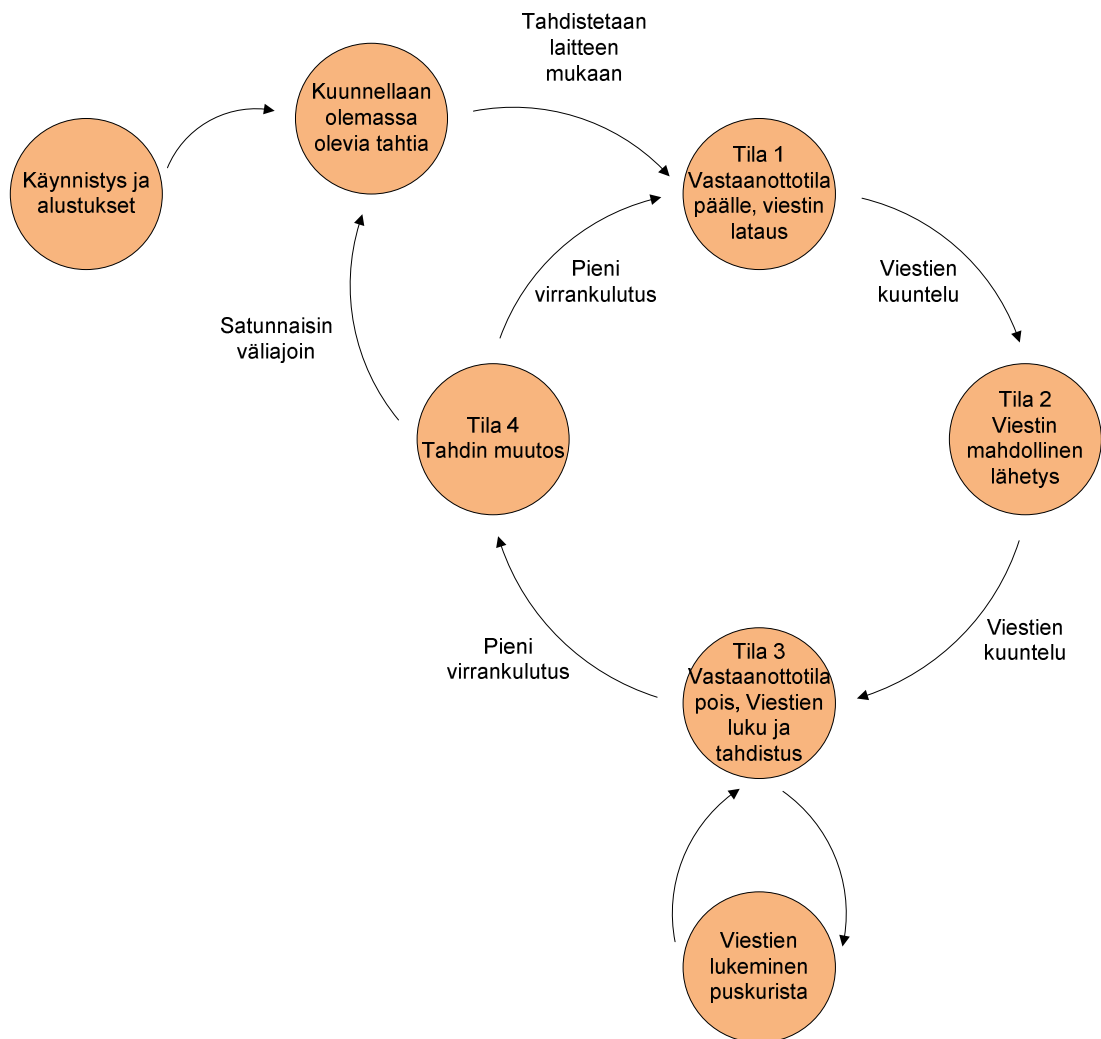 Tahdistetaan
laitteen
mukaan
Kuunnellaan
olemassa
olevia tahtia
Käynnistys ja
alustukset
Tila 1
Vastaanottotila
päälle, viestin
lataus
Pieni
virrankulutus
Viestien
kuuntelu
Satunnaisin
väliajoin
Tila 4
Tahdin muutos
Tila 2
Viestin
mahdollinen
lähetys
Pieni
virrankulutus
Viestien
kuuntelu
Tila 3
Vastaanottotila
pois, Viestien
luku ja
tahdistus
Viestien
lukeminen
puskurista